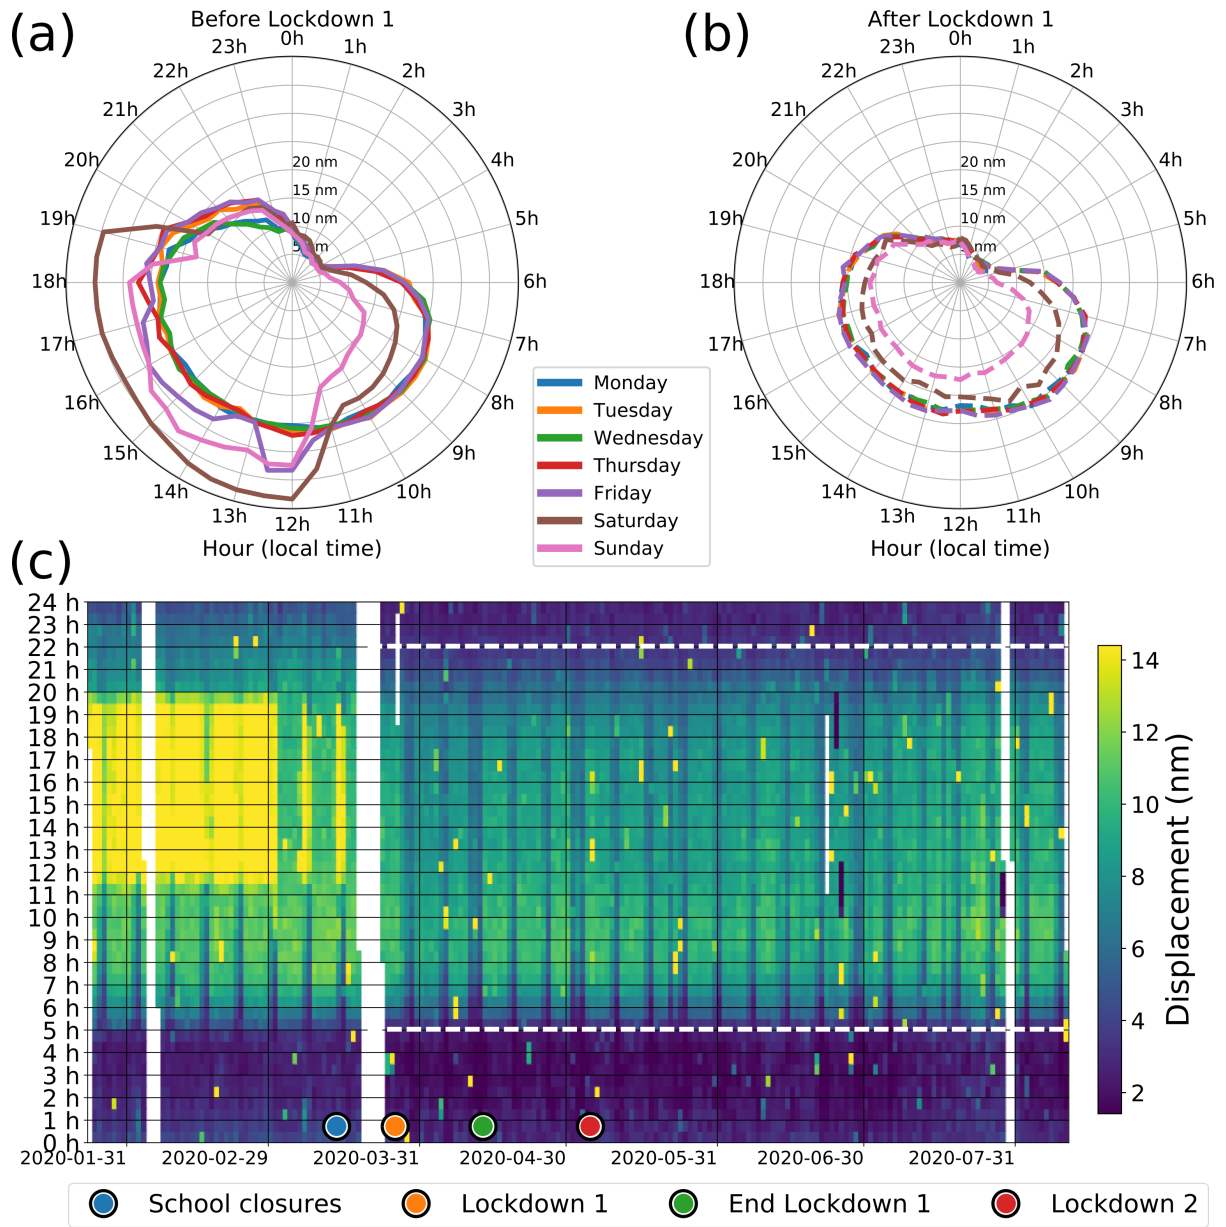 (a)
Before Lockdown 1
0h
1h
2h
3h
4h
5h
6h
7h
8h
9h
10h
11h
12h
13h
14h
15h
16h
17h
18h
19h
20h
21h
22h
23h
20 nm
15 nm
10 nm
5 nm
Hour (local time)
(b)
After Lockdown 1
0h
1h
2h
3h
4h
5h
6h
7h
8h
9h
10h
11h
12h
13h
14h
15h
16h
17h
18h
19h
20h
21h
22h
23h
20 nm
15 nm
10 nm
nm
Hour (local time)
Monday
Tuesday
Wednesday
Thursday
Friday
Saturday
Sunday
(c)
24 h
23 h
22 h
21 h
20 h
19 h
18 h
17 h
16 h
15 h
14 h
13 h
12 h
11 h
10 h
9 h
8 h
7 h
6 h
5 h
4 h
3 h
2 h
1 h
0 h
2020-01-31
2020-02-29
2020-03-31
2020-04-30
2020-05-31
2020-06-30
2020-07-31
14
12
10
8
6
4
2
Displacement (nm)
School closures
Lockdown 1
End Lockdown 1
Lockdown 2